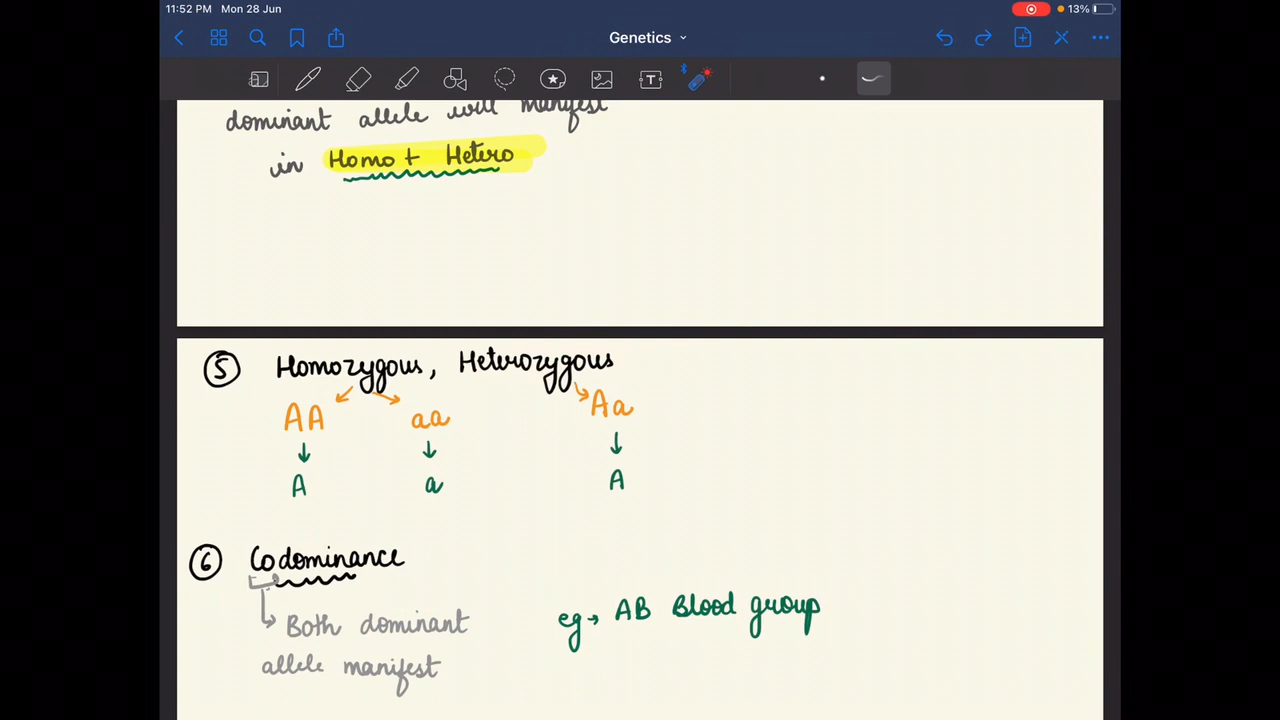 11:52 PM Mon 28 Jun
13%
Genetics
dominant allele will manifest
in Homo + Hetero
5 Homozygous, Heterozygous
AA aa Aa
A a A
6 Codominance
Both dominant
allele manifest
eg → AB Blood group